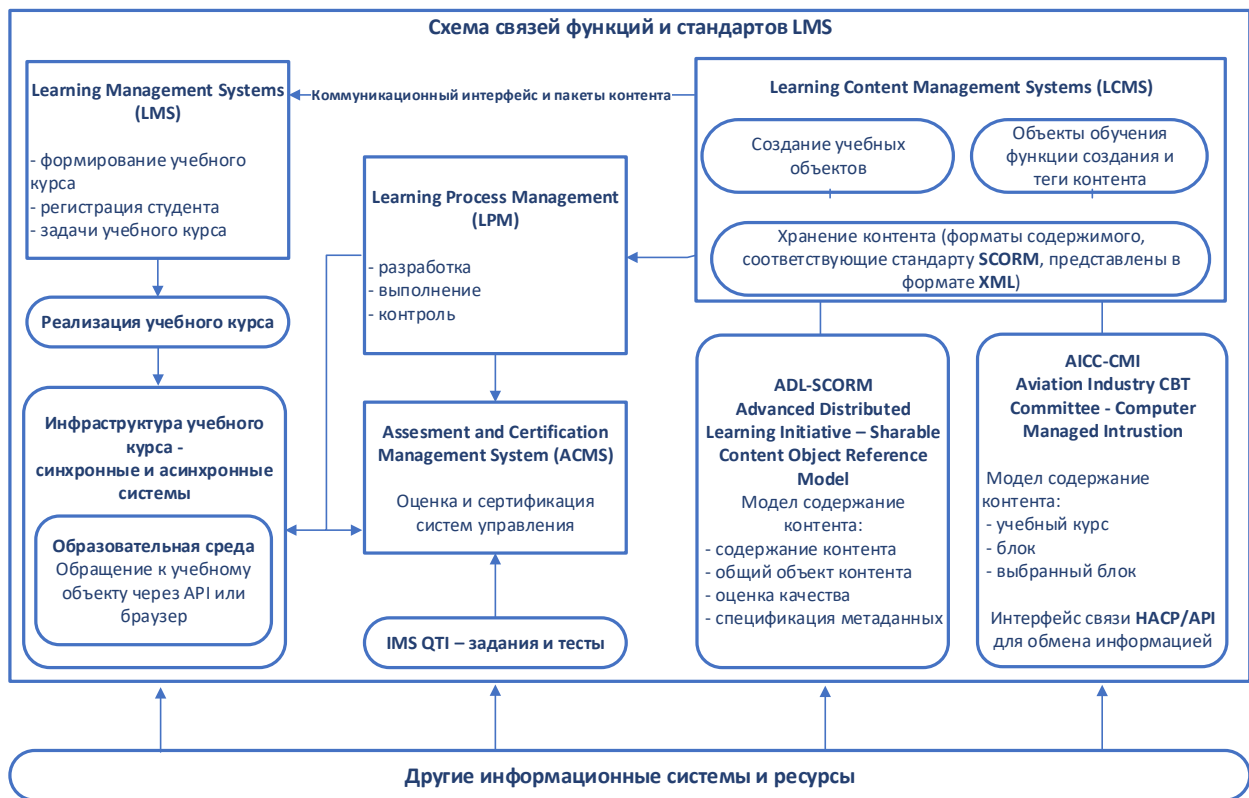 Схема связей функций и стандартов LMS
Learning Management Systems
(LMS)
- формирование учебного
курса
- регистрация студента
- задачи учебного курса
Коммуникационный интерфейс и пакеты контента
Learning Content Management Systems (LCMS)
Создание учебных
объектов
Объекты обучения
функции создания и
теги контента
Хранение контента (форматы содержимого,
соответствующие стандарту SCORM, представлены в
формате XML)
Learning Process Management
(LPM)
- разработка
- выполнение
- контроль
Реализация учебного курса
Инфраструктура учебного
курса -
синхронные и асинхронные
системы
Образовательная среда
Обращение к учебному
объекту через API или
браузер
Assesment and Certification
Management System (ACMS)
Оценка и сертификация
систем управления
IMS QTI – задания и тесты
ADL-SCORM
Advanced Distributed
Learning Initiative – Sharable
Content Object Reference
Model
Модел содержание
контента:
- содержание контента
- общий объект контента
- оценка качества
- спецификация метаданных
AICC-CMI
Aviation Industry CBT
Committee - Computer
Managed Intrustion
Модел содержание
контента:
- учебный курс
- блок
- выбранный блок
Интерфейс связи HACP/API
для обмена информацией
Другие информационные системы и ресурсы